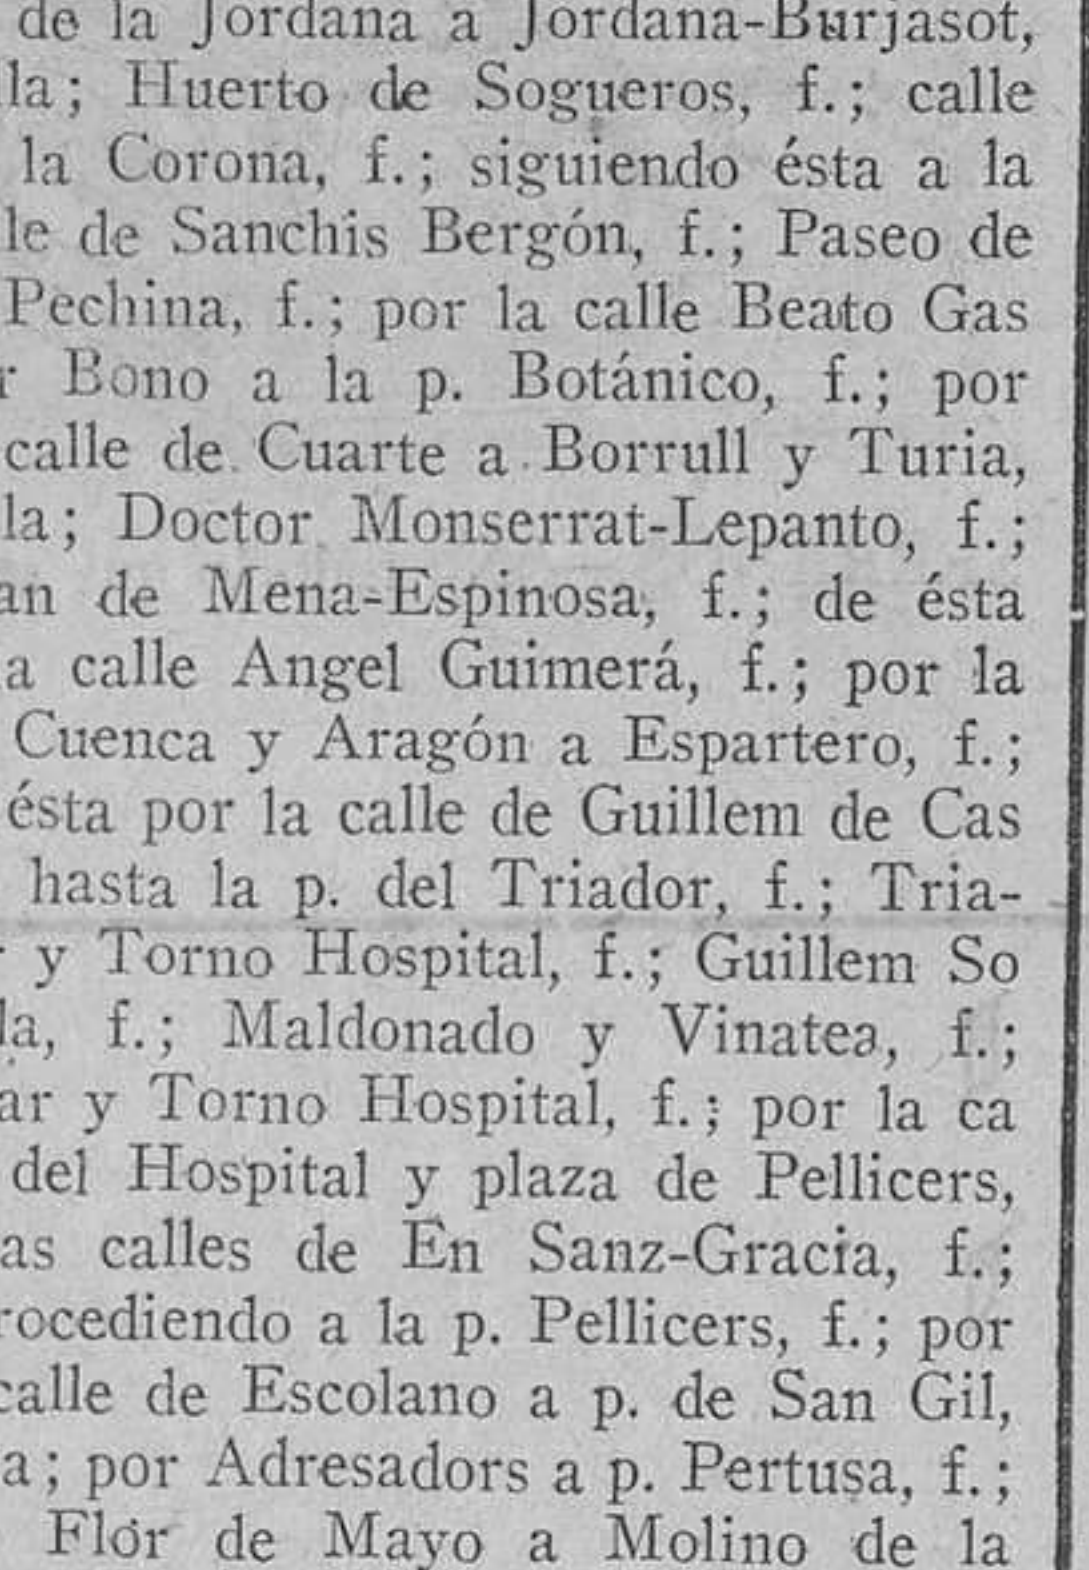 de la Jordana a Jordana-Burjasot,
la; Huerto de Sogueros, f.; calle
la Corona, f.; siguiendo ésta a la
le de Sanchis Bergón, f.; Paseo de
Pechina, f.; por la calle Beato Gas
r Bono a la p. Botánico, f.; por
calle de Cuarte a Borrull y Turia,
la; Doctor Monserrat-Lepanto, f.;
an de Mena-Espinosa, f.; de ésta
a calle Angel Guimerá, f.; por la
Cuenca y Aragón a Espartero, f.;
ésta por la calle de Guillem de Cas
hasta la p. del Triador, f.; Tria-
y Torno Hospital, f.; Guillem So
la, f.; Maldonado y Vinatea, f.;
ar y Torno Hospital, f.; por la ca
del Hospital y plaza de Pellicers,
as calles de En Sanz-Gracia, f.;
rocediendo a la p. Pellicers, f.; por
calle de Escolano a p. de San Gil,
a; por Adresadors a p. Pertusa, f.;
Flor de Mayo a Molino de la